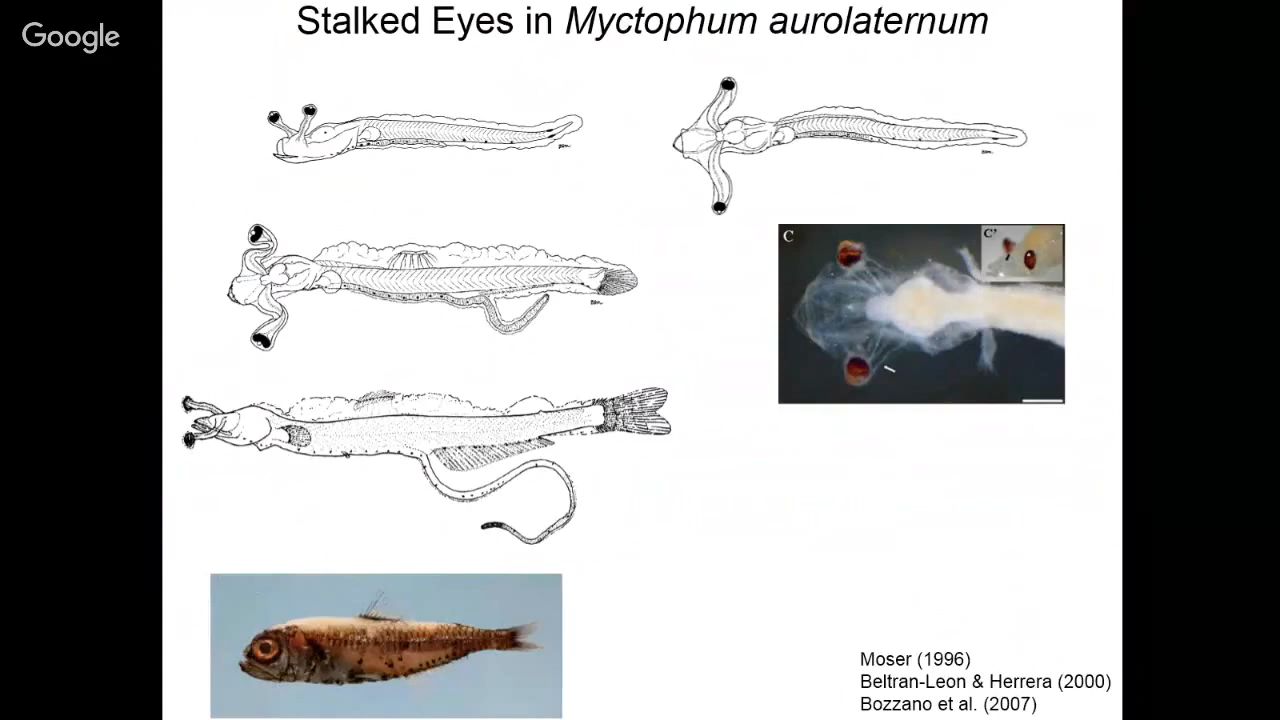 Google
Stalked Eyes in Myctophum aurolaternum
C
C'
Moser (1996)
Beltran-Leon & Herrera (2000)
Bozzano et al. (2007)